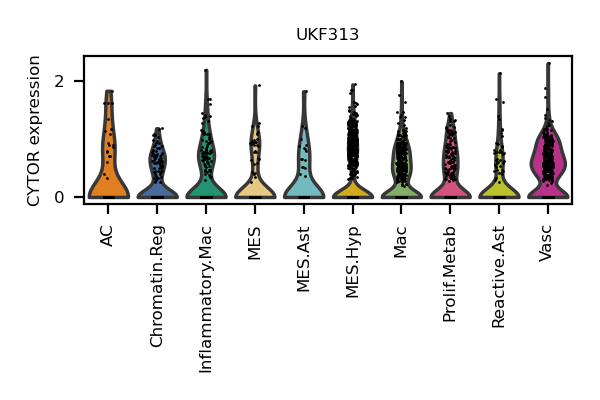 UKF313
CYTOR expression
2
0
AC
Chromatin.Reg
Inflammatory.Mac
MES
MES.Ast
MES.Hyp
Mac
Prolif.Metab
Reactive.Ast
Vasc